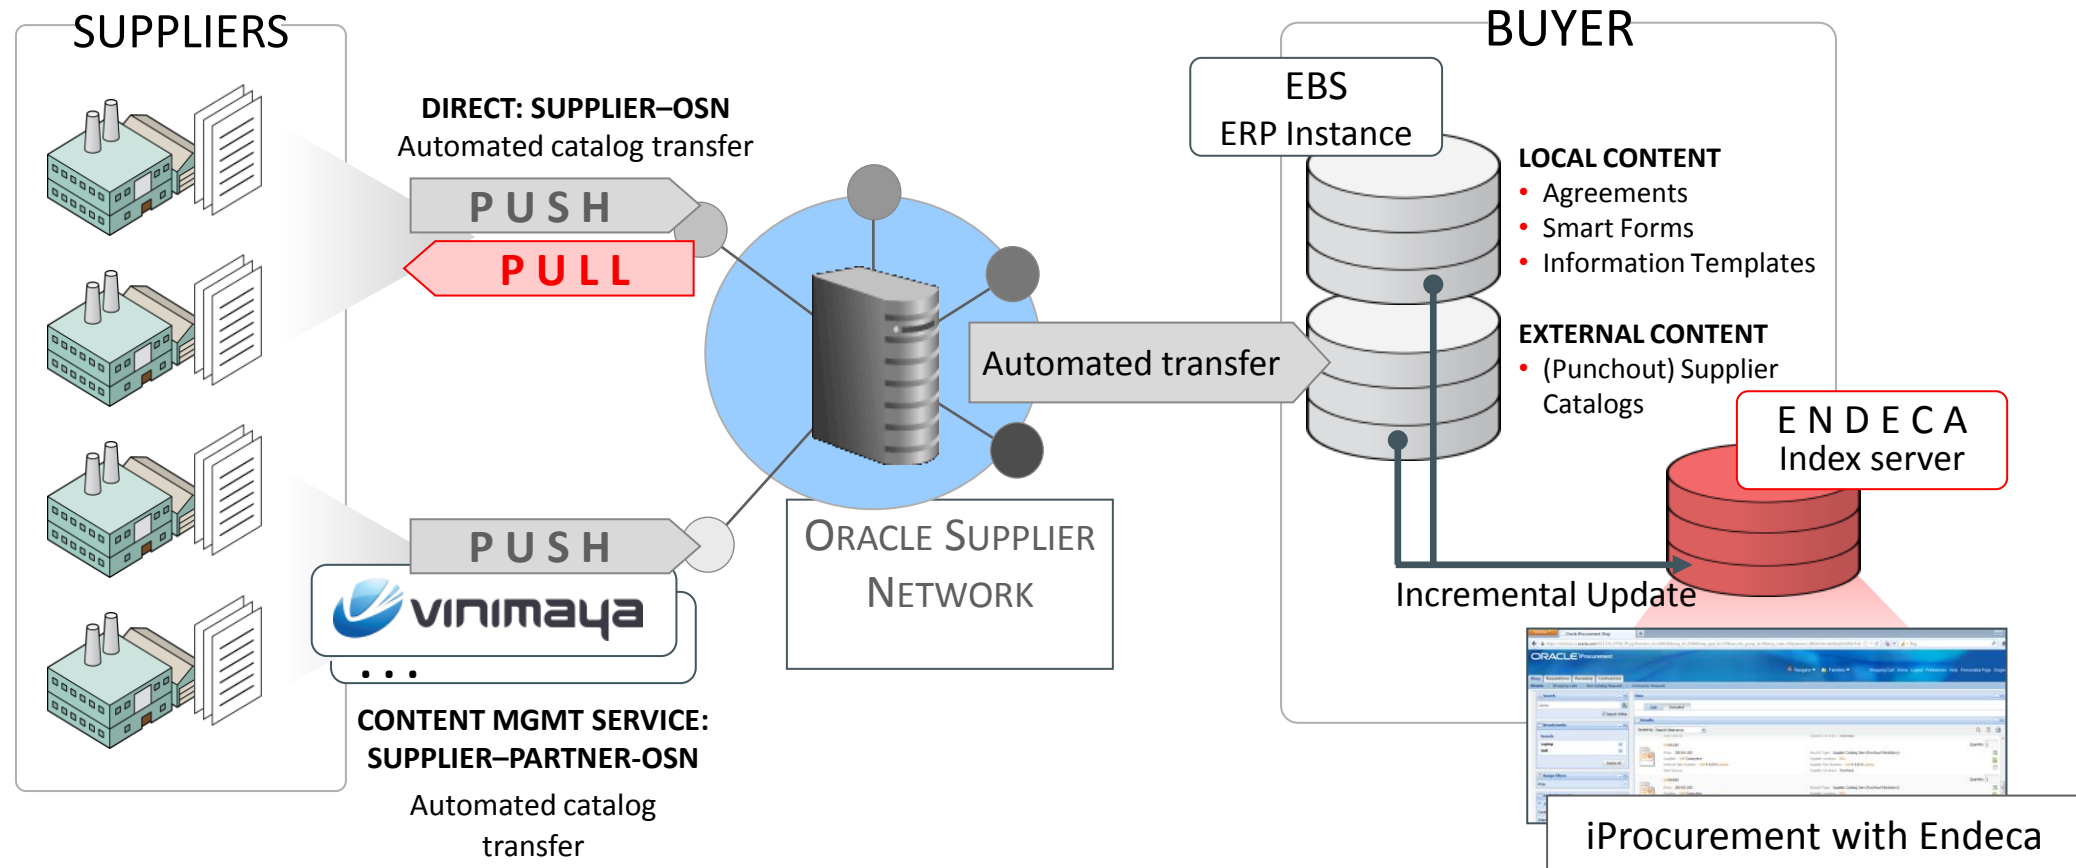 SUPPLIERS
DIRECT: SUPPLIER–OSN
Automated catalog transfer
PUSH
PULL
PUSH
vinimaya
...
CONTENT MGMT SERVICE:
SUPPLIER–PARTNER-OSN
Automated catalog
transfer
ORACLE SUPPLIER
NETWORK
Automated transfer
BUYER
EBS
ERP Instance
LOCAL CONTENT
• Agreements
• Smart Forms
• Information Templates
EXTERNAL CONTENT
• (Punchout) Supplier
Catalogs
ENDECA
Index server
Incremental Update
ORACLE iProcurement
iProcurement with Endeca